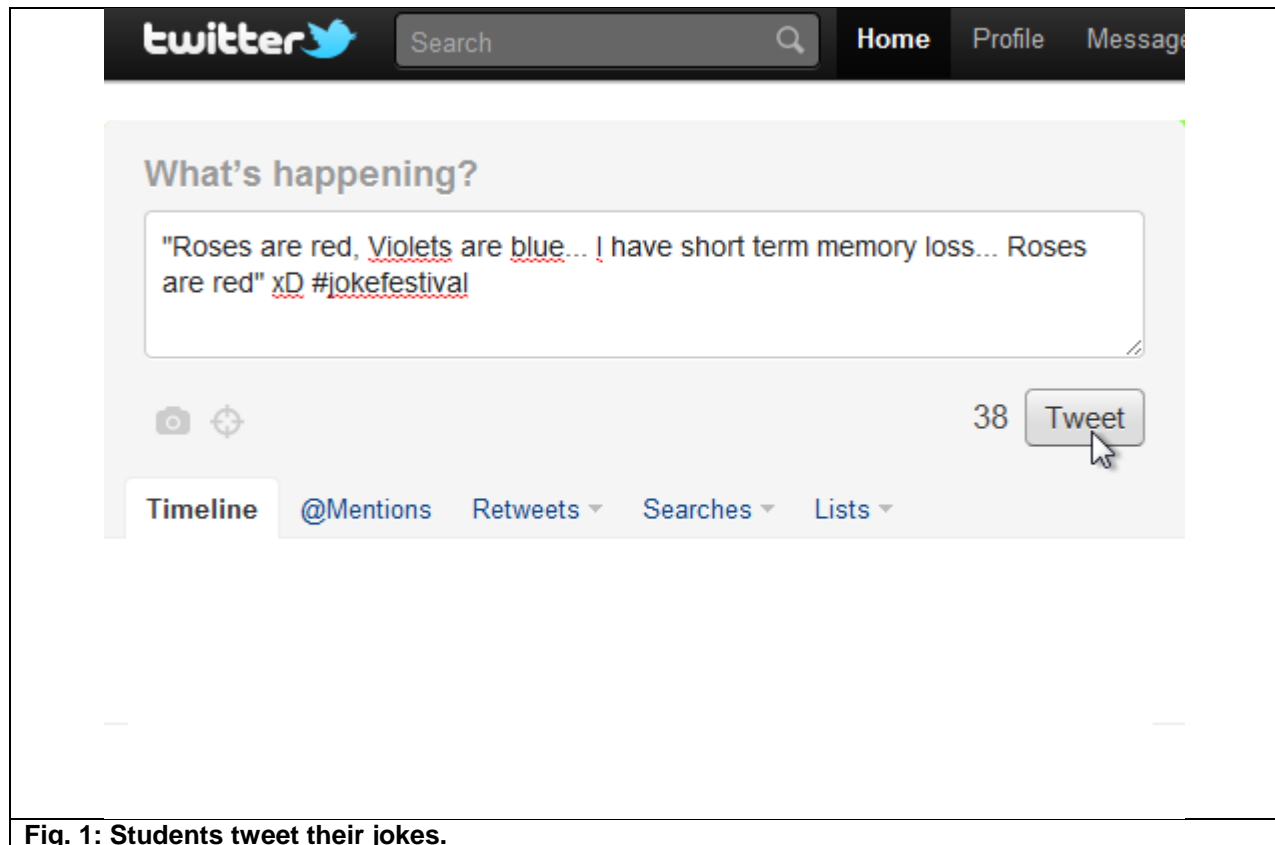 twitter Search Home Profile Message
What's happening?
"Roses are red, Violets are blue... I have short term memory loss... Roses
are red" xD #jokefestival
38 Tweet
Timeline @Mentions Retweets Searches Lists
Fig. 1: Students tweet their jokes.